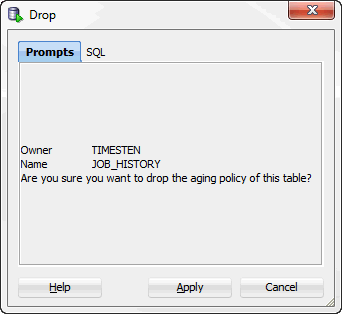 Drop
Prompts SQL
Owner TIMESTEN
Name JOB_HISTORY
Are you sure you want to drop the aging policy of this table?
Help Apply Cancel